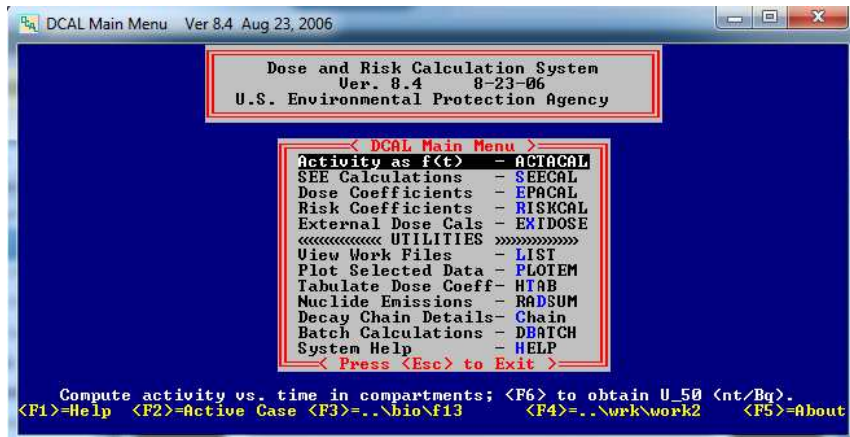 DCAL Main Menu Ver 8.4 Aug 23, 2006
Dose and Risk Calculation System
Ver. 8.4 8-23-06
U.S. Environmental Protection Agency
< DCAL Main Menu >
Activity as f(t) - ACTACAL
SEE Calculations - SEECAL
Dose Coefficients - EPACAL
Risk Coefficients - RISKCAL
External Dose Cals - EXTDOSE
«««««««« UTILITIES »»»»»»»»
View Work Files - LIST
Plot Selected Data - PLOTEM
Tabulate Dose Coeff- HTAB
Nuclide Emissions - RADSUM
Decay Chain Details- Chain
Batch Calculations - DBATCH
System Help - HELP
< Press <Esc> to Exit >
Compute activity vs. time in compartments; <F6> to obtain U_50 (nt/Bq).
<F1>=Help <F2>=Active Case <F3>=..\bio\f13 <F4>=..\wrk\work2 <F5>=About